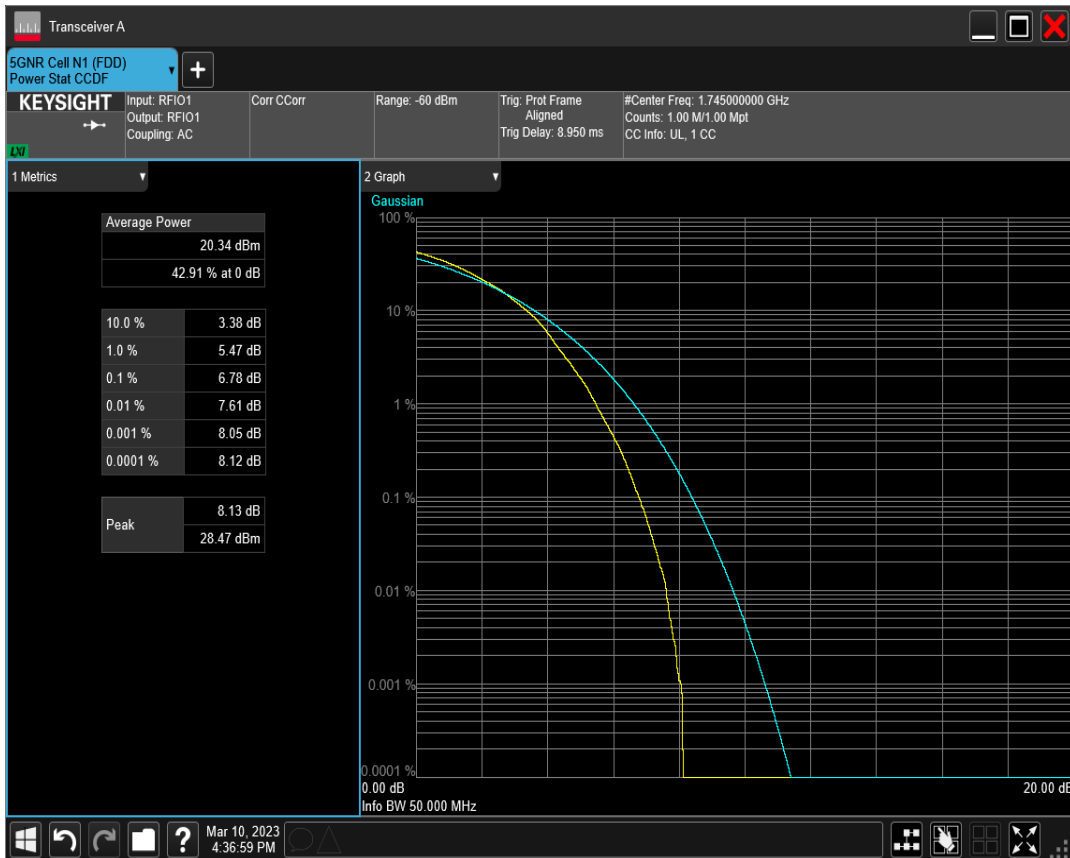 Transceiver A
5GNR Cell N1 (FDD)
Power Stat CCDF
KEYSIGHT
LXI
Input: RFIO1
Output: RFIO1
Coupling: AC
Corr CCorr
Range: -60 dBm
Trig: Prot Frame
Aligned
Trig Delay: 8.950 ms
#Center Freq: 1.745000000 GHz
Counts: 1.00 M/1.00 Mpt
CC Info: UL, 1 CC
1 Metrics
Average Power
20.34 dBm
42.91 % at 0 dB
10.0 % 3.38 dB
1.0 % 5.47 dB
0.1 % 6.78 dB
0.01 % 7.61 dB
0.001 % 8.05 dB
0.0001 % 8.12 dB
Peak 8.13 dB
28.47 dBm
2 Graph
Gaussian
100 %
10 %
1 %
0.1 %
0.01 %
0.001 %
0.0001 %
0.00 dB 20.00 dB
Info BW 50.000 MHz
? Mar 10, 2023
4:36:59 PM